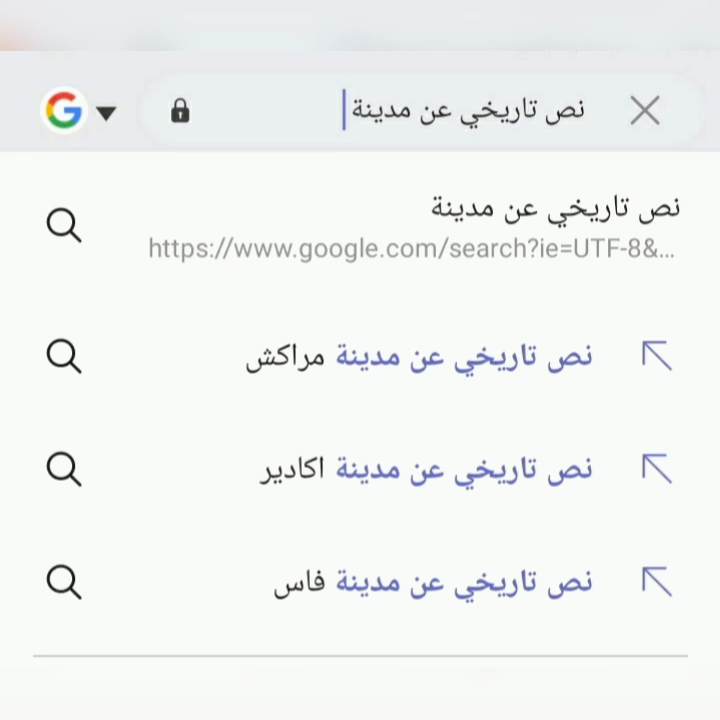 نص تاريخي عن مدينة
نص تاريخي عن مدينة
https://www.google.com/search?ie=UTF-8&...
نص تاريخي عن مدينة مراكش
نص تاريخي عن مدينة اكادير
نص تاريخي عن مدينة فاس